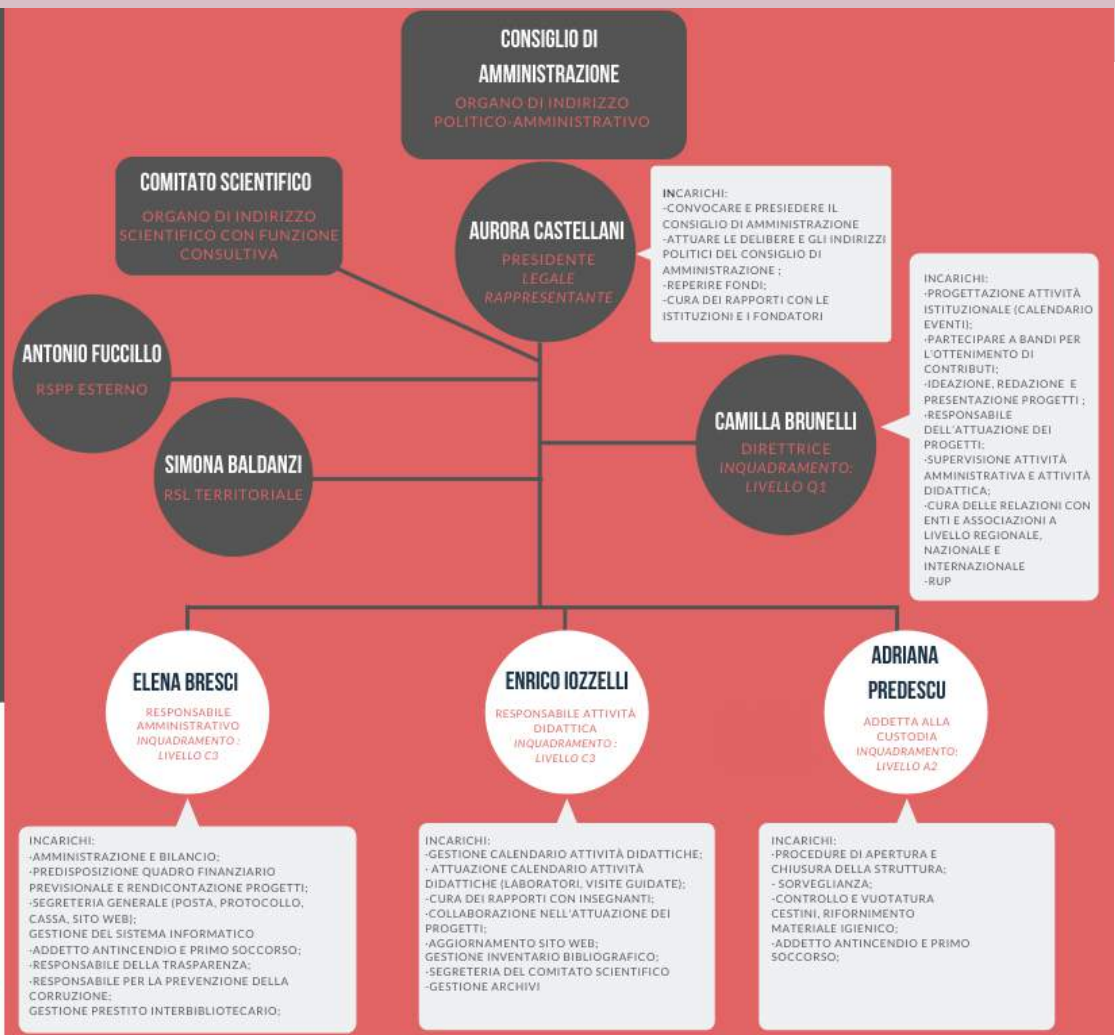 CONSIGLIO DI
AMMINISTRAZIONE
ORGANO DI INDIRIZZO
POLITICO-AMMINISTRATIVO
COMITATO SCIENTIFICO
ORGANO DI INDIRIZZO
SCIENTIFICO CON FUNZIONE
CONSULTIVA
AURORA CASTELLANI
PRESIDENTE
LEGALE
RAPPRESENTANTE
INCARICHI:
-CONVOCARE E PRESIEDERE IL
CONSIGLIO DI AMMINISTRAZIONE
-ATTUARE LE DELIBERE E GLI INDIRIZZI
POLITICI DEL CONSIGLIO DI
AMMINISTRAZIONE ;
-REPERIRE FONDI;
-CURA DEI RAPPORTI CON LE
ISTITUZIONI E I FONDATORI
ANTONIO FUCCILLO
RSPP ESTERNO
SIMONA BALDANZI
RSL TERRITORIALE
CAMILLA BRUNELLI
DIRETTRICE
INQUADRAMENTO:
LIVELLO Q1
INCARICHI:
-PROGETTAZIONE ATTIVITÀ
ISTITUZIONALE (CALENDARIO
EVENTI);
-PARTECIPARE A BANDI PER
L'OTTENIMENTO DI
CONTRIBUTI;
-IDEAZIONE, REDAZIONE E
PRESENTAZIONE PROGETTI ;
-RESPONSABILE
DELL'ATTUAZIONE DEI
PROGETTI;
-SUPERVISIONE ATTIVITÀ
AMMINISTRATIVA E ATTIVITÀ
DIDATTICA;
-CURA DELLE RELAZIONI CON
ENTI E ASSOCIAZIONI A
LIVELLO REGIONALE,
NAZIONALE E
INTERNAZIONALE
-RUP
ELENA BRESCI
RESPONSABILE
AMMINISTRATIVO
INQUADRAMENTO :
LIVELLO C3
INCARICHI:
-AMMINISTRAZIONE E BILANCIO;
-PREDISPOSIZIONE QUADRO FINANZIARIO
PREVISIONALE E RENDICONTAZIONE PROGETTI;
-SEGRETERIA GENERALE (POSTA, PROTOCOLLO,
CASSA, SITO WEB);
GESTIONE DEL SISTEMA INFORMATICO
-ADDETTO ANTINCENDIO E PRIMO SOCCORSO;
-RESPONSABILE DELLA TRASPARENZA;
-RESPONSABILE PER LA PREVENZIONE DELLA
CORRUZIONE;
GESTIONE PRESTITO INTERBIBLIOTECARIO;
ENRICO IOZZELLI
RESPONSABILE ATTIVITÀ
DIDATTICA
INQUADRAMENTO :
LIVELLO C3
INCARICHI:
-GESTIONE CALENDARIO ATTIVITÀ DIDATTICHE;
- ATTUAZIONE CALENDARIO ATTIVITÀ
DIDATTICHE (LABORATORI, VISITE GUIDATE);
-CURA DEI RAPPORTI CON INSEGNANTI;
-COLLABORAZIONE NELL'ATTUAZIONE DEI
PROGETTI;
-AGGIORNAMENTO SITO WEB;
GESTIONE INVENTARIO BIBLIOGRAFICO;
-SEGRETERIA DEL COMITATO SCIENTIFICO
-GESTIONE ARCHIVI
ADRIANA
PREDESCU
ADDETTA ALLA
CUSTODIA
INQUADRAMENTO:
LIVELLO A2
INCARICHI:
-PROCEDURE DI APERTURA E
CHIUSURA DELLA STRUTTURA;
- SORVEGLIANZA;
-CONTROLLO E VUOTATURA
CESTINI, RIFORNIMENTO
MATERIALE IGIENICO;
-ADDETTO ANTINCENDIO E PRIMO
SOCCORSO;